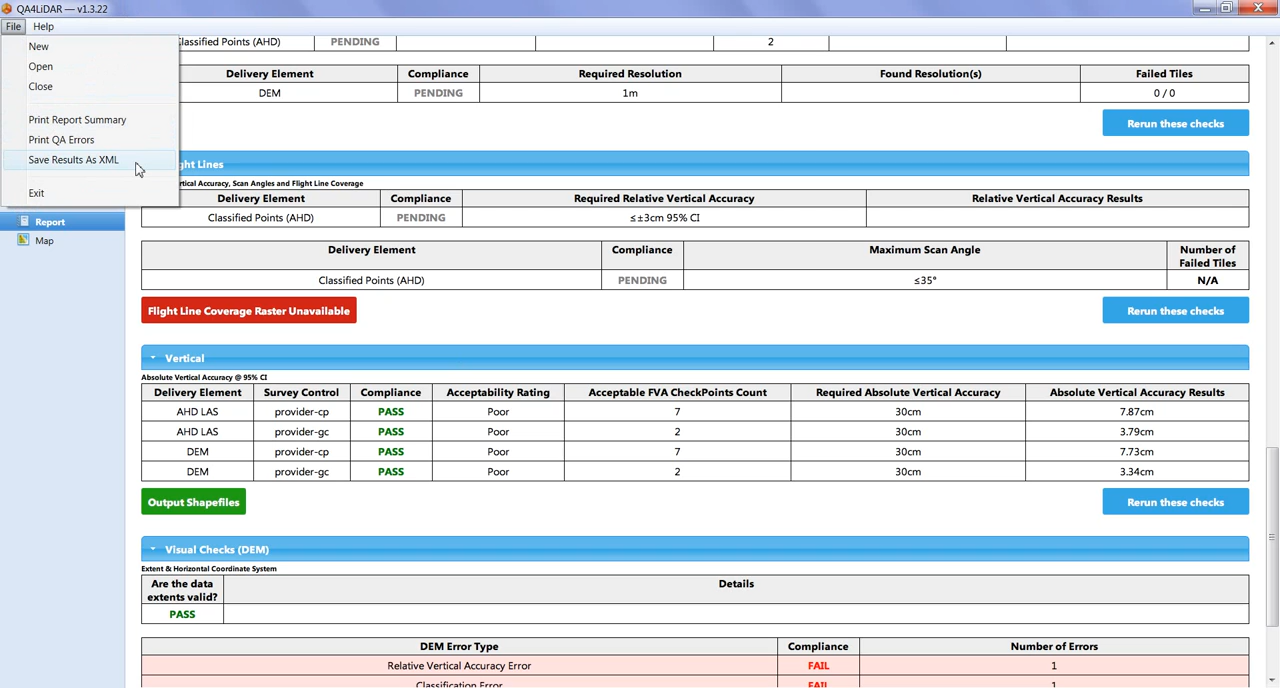 QA4LiDAR — v1.3.22
File Help
New
Open
Close
Print Report Summary
Print QA Errors
Save Results As XML
Exit
Report
Map
lassified Points (AHD) PENDING 2
Delivery Element Compliance Required Resolution Found Resolution(s) Failed Tiles
DEM PENDING 1m 0 / 0
Rerun these checks
ght Lines
rtical Accuracy, Scan Angles and Flight Line Coverage
Delivery Element Compliance Required Relative Vertical Accuracy Relative Vertical Accuracy Results
Classified Points (AHD) PENDING ≤±3cm 95% CI
Delivery Element Compliance Maximum Scan Angle Number of
Failed Tiles
Classified Points (AHD) PENDING ≤35° N/A
Flight Line Coverage Raster Unavailable Rerun these checks
Vertical
Absolute Vertical Accuracy @ 95% CI
Delivery Element Survey Control Compliance Acceptability Rating Acceptable FVA CheckPoints Count Required Absolute Vertical Accuracy Absolute Vertical Accuracy Results
AHD LAS provider-cp PASS Poor 7 30cm 7.87cm
AHD LAS provider-gc PASS Poor 2 30cm 3.79cm
DEM provider-cp PASS Poor 7 30cm 7.73cm
DEM provider-gc PASS Poor 2 30cm 3.34cm
Output Shapefiles Rerun these checks
Visual Checks (DEM)
Extent & Horizontal Coordinate System
Are the data
extents valid? Details
PASS
DEM Error Type Compliance Number of Errors
Relative Vertical Accuracy Error FAIL 1
Classification Error FAIL 1